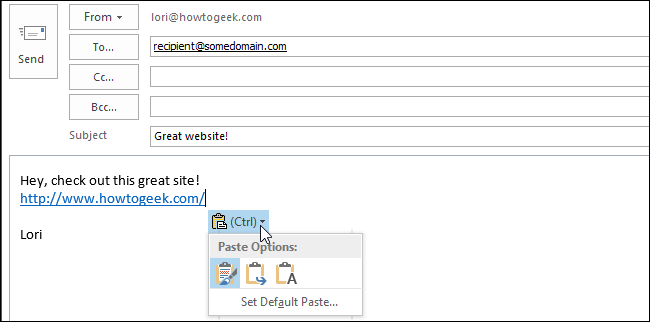 From
lori@howtogeek.com
Send
To...
recipient@somedomain.com
Cc...
Bcc...
Subject
Great website!
Hey, check out this great site!
http://www.howtogeek.com/
(Ctrl)
Lori
Paste Options:
A
Set Default Paste...